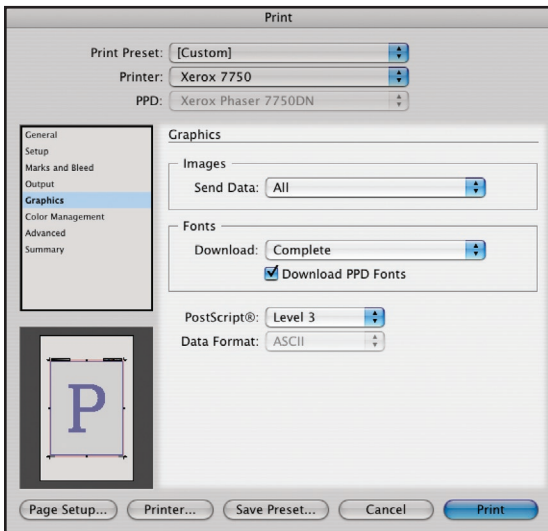 Print
Print Preset: [Custom]
Printer: Xerox 7750
PPD: Xerox Phaser 7750DN
General
Setup
Marks and Bleed
Output
Graphics
Color Management
Advanced
Summary
Graphics
Images
Send Data: All
Fonts
Download: Complete
Download PPD Fonts
PostScript®: Level 3
Data Format: ASCII
P
Page Setup... Printer... Save Preset... Cancel Print